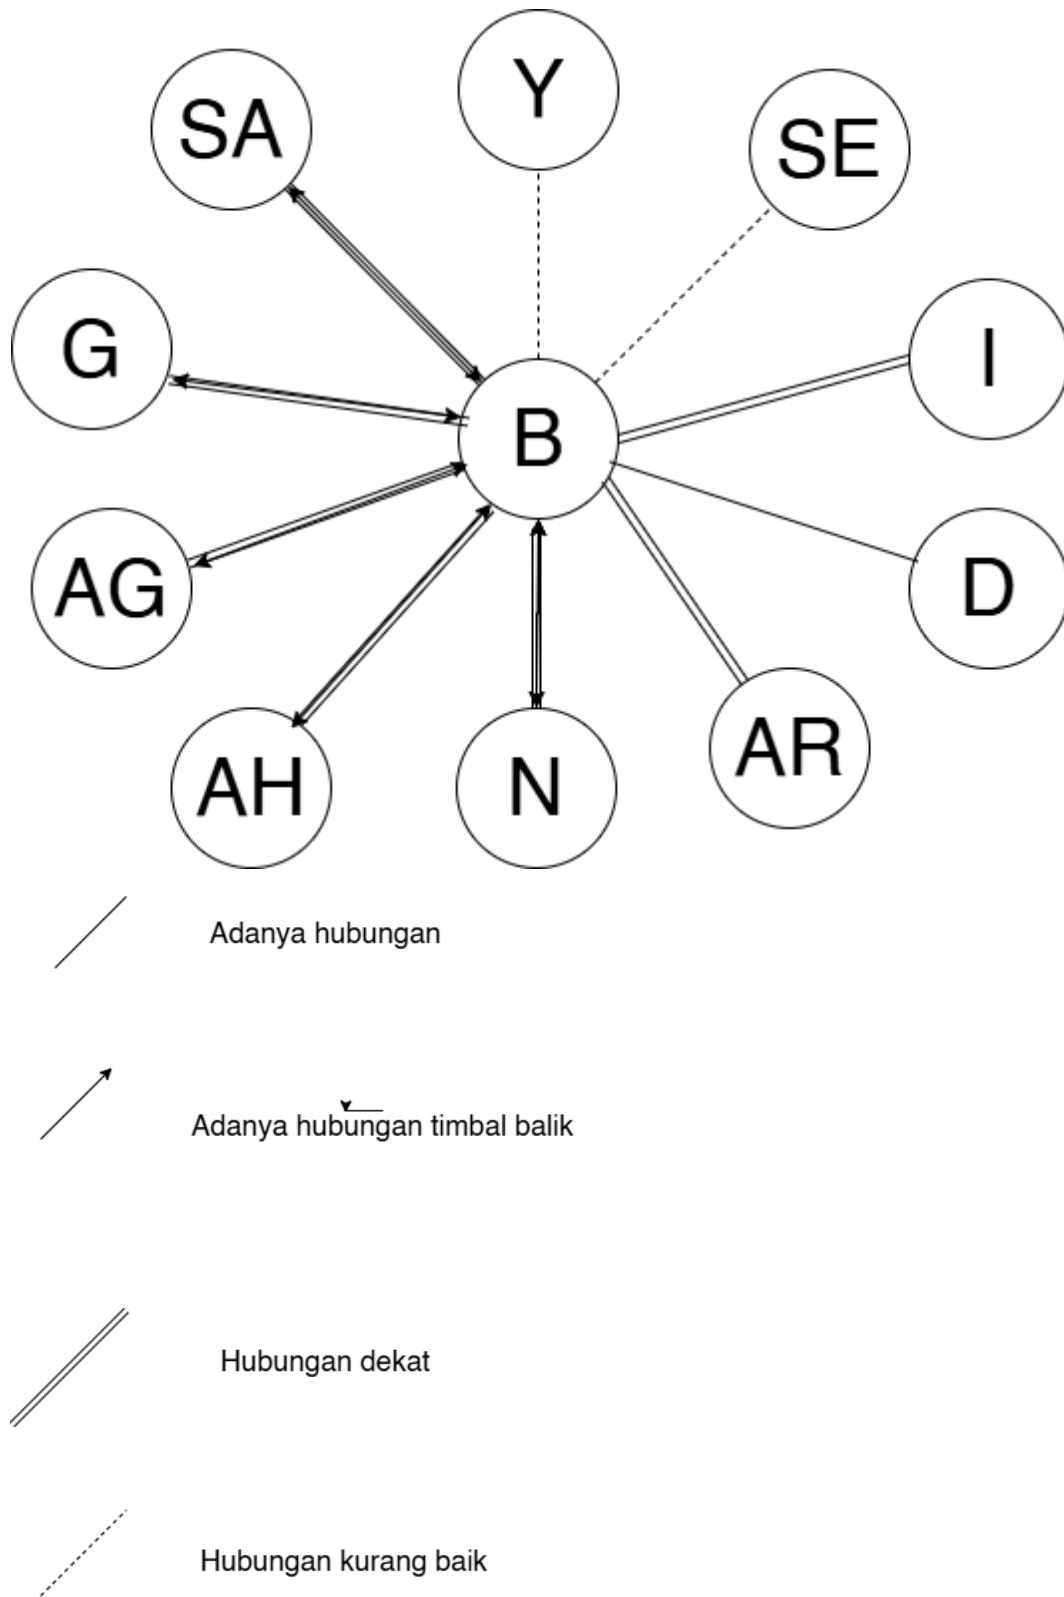 Y
SA
SE
G
I
B
AG
D
AH
N
AR
Adanya hubungan
Adanya hubungan timbal balik
Hubungan dekat
Hubungan kurang baik